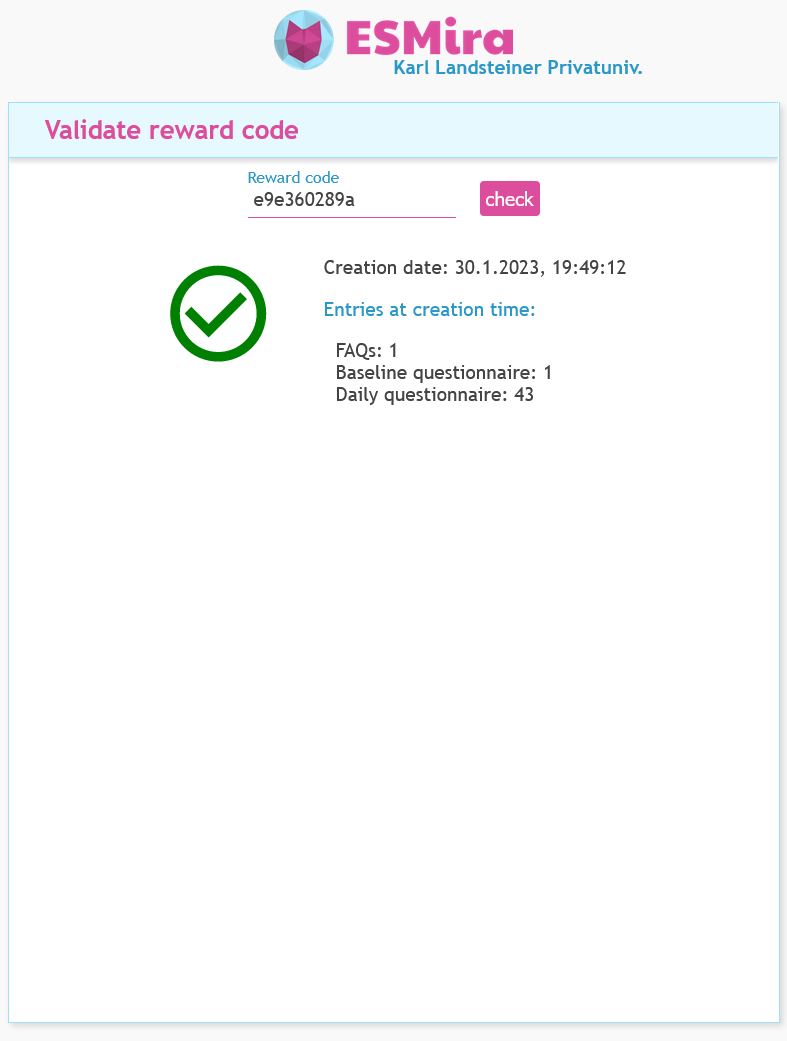 ESMira
Karl Landsteiner Privatuniv.
Validate reward code
Reward code
e9e360289a
check
Creation date: 30.1.2023, 19:49:12
Entries at creation time:
FAQs: 1
Baseline questionnaire: 1
Daily questionnaire: 43